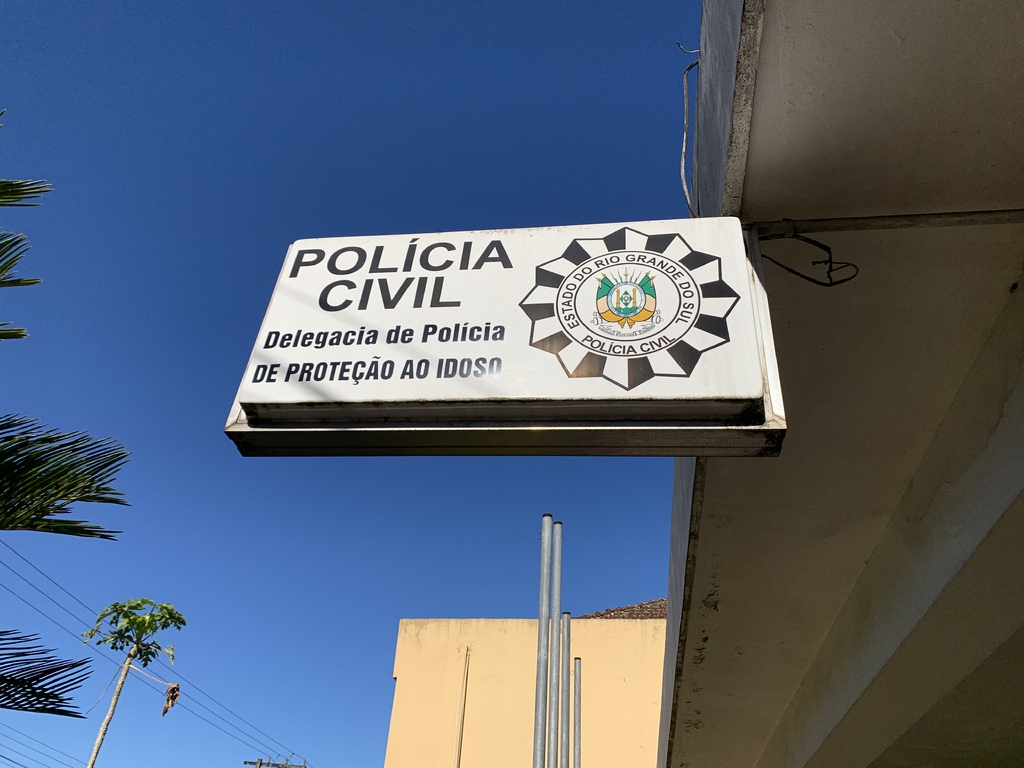 POLÍCIA
CIVIL
Delegacia de Polícia
DE PROTEÇÃO AO IDOSO
ESTADO DO RIO GRANDE DO SUL
POLÍCIA CIVIL